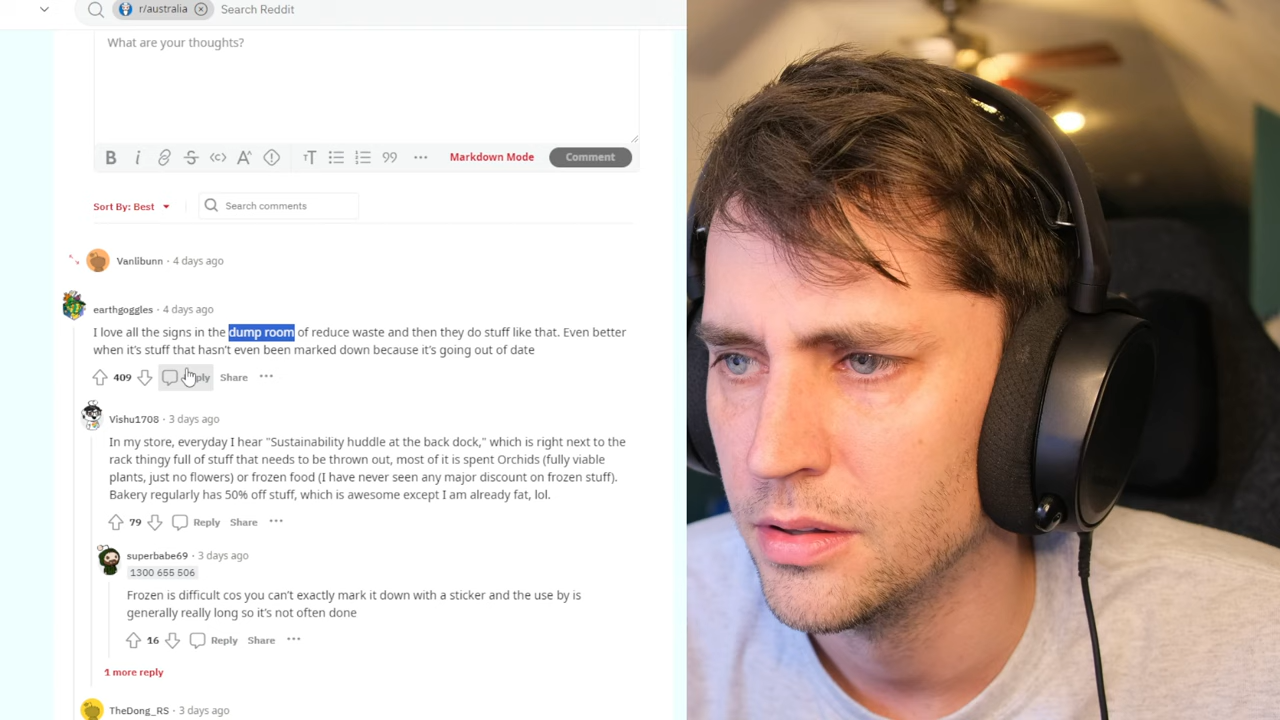 r/australia Search Reddit
What are your thoughts?
Markdown Mode Comment
Sort By: Best Search comments
Vanlibunn · 4 days ago
earthgoggles · 4 days ago
I love all the signs in the dump room of reduce waste and then they do stuff like that. Even better
when it's stuff that hasn't even been marked down because it's going out of date
409 Reply Share ...
Vishu1708 · 3 days ago
In my store, everyday I hear "Sustainability huddle at the back dock," which is right next to the
rack thingy full of stuff that needs to be thrown out, most of it is spent Orchids (fully viable
plants, just no flowers) or frozen food (I have never seen any major discount on frozen stuff).
Bakery regularly has 50% off stuff, which is awesome except I am already fat, lol.
79 Reply Share ...
superbabe69 · 3 days ago
1300 655 506
Frozen is difficult cos you can't exactly mark it down with a sticker and the use by is
generally really long so it's not often done
16 Reply Share ...
1 more reply
TheDong_RS · 3 days ago